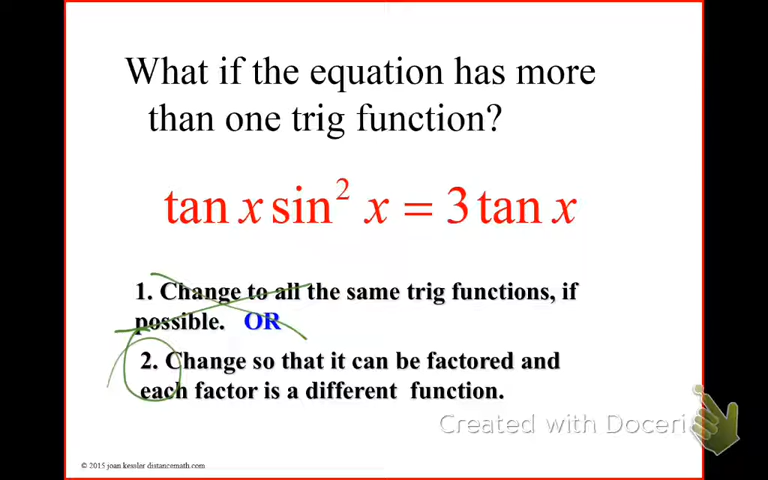 What if the equation has more
than one trig function?
tan x sin² x = 3 tan x
1. Change to all the same trig functions, if
possible. OR
2. Change so that it can be factored and
each factor is a different function.
Created with Doceri
© 2015 joan kessler distancemath.com